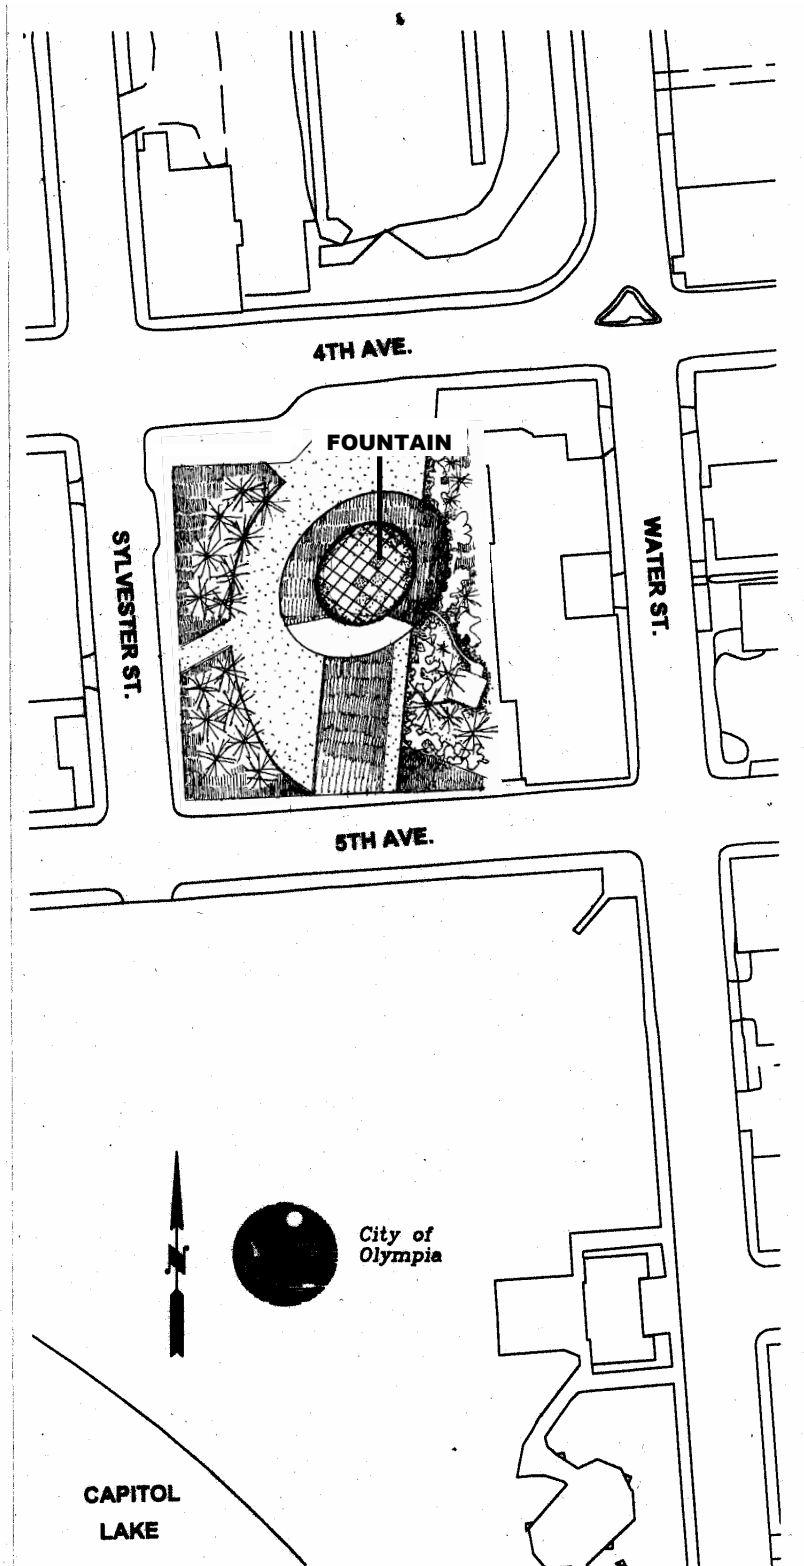 4TH AVE.
FOUNTAIN
SYLVESTER ST.
WATER ST.
5TH AVE.
N
City of
Olympia
CAPITOL
LAKE